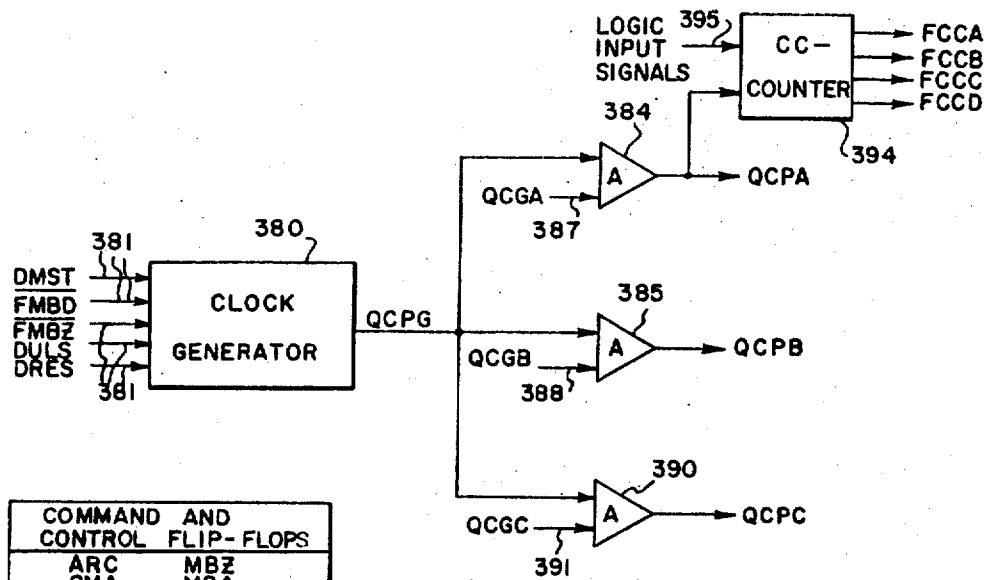 LOGIC
INPUT
SIGNALS
395
CC-
COUNTER
FCCA
FCCB
FCCC
FCCD
394
384
A
QCGA
387
QCPA
380
381
DMST
FMBD
FMBZ
DULS
DRES
381
CLOCK
GENERATOR
QCPG
385
A
QCGB
388
QCPB
390
A
QCGC
391
QCPC
COMMAND AND
CONTROL FLIP-FLOPS
ARC MBZ